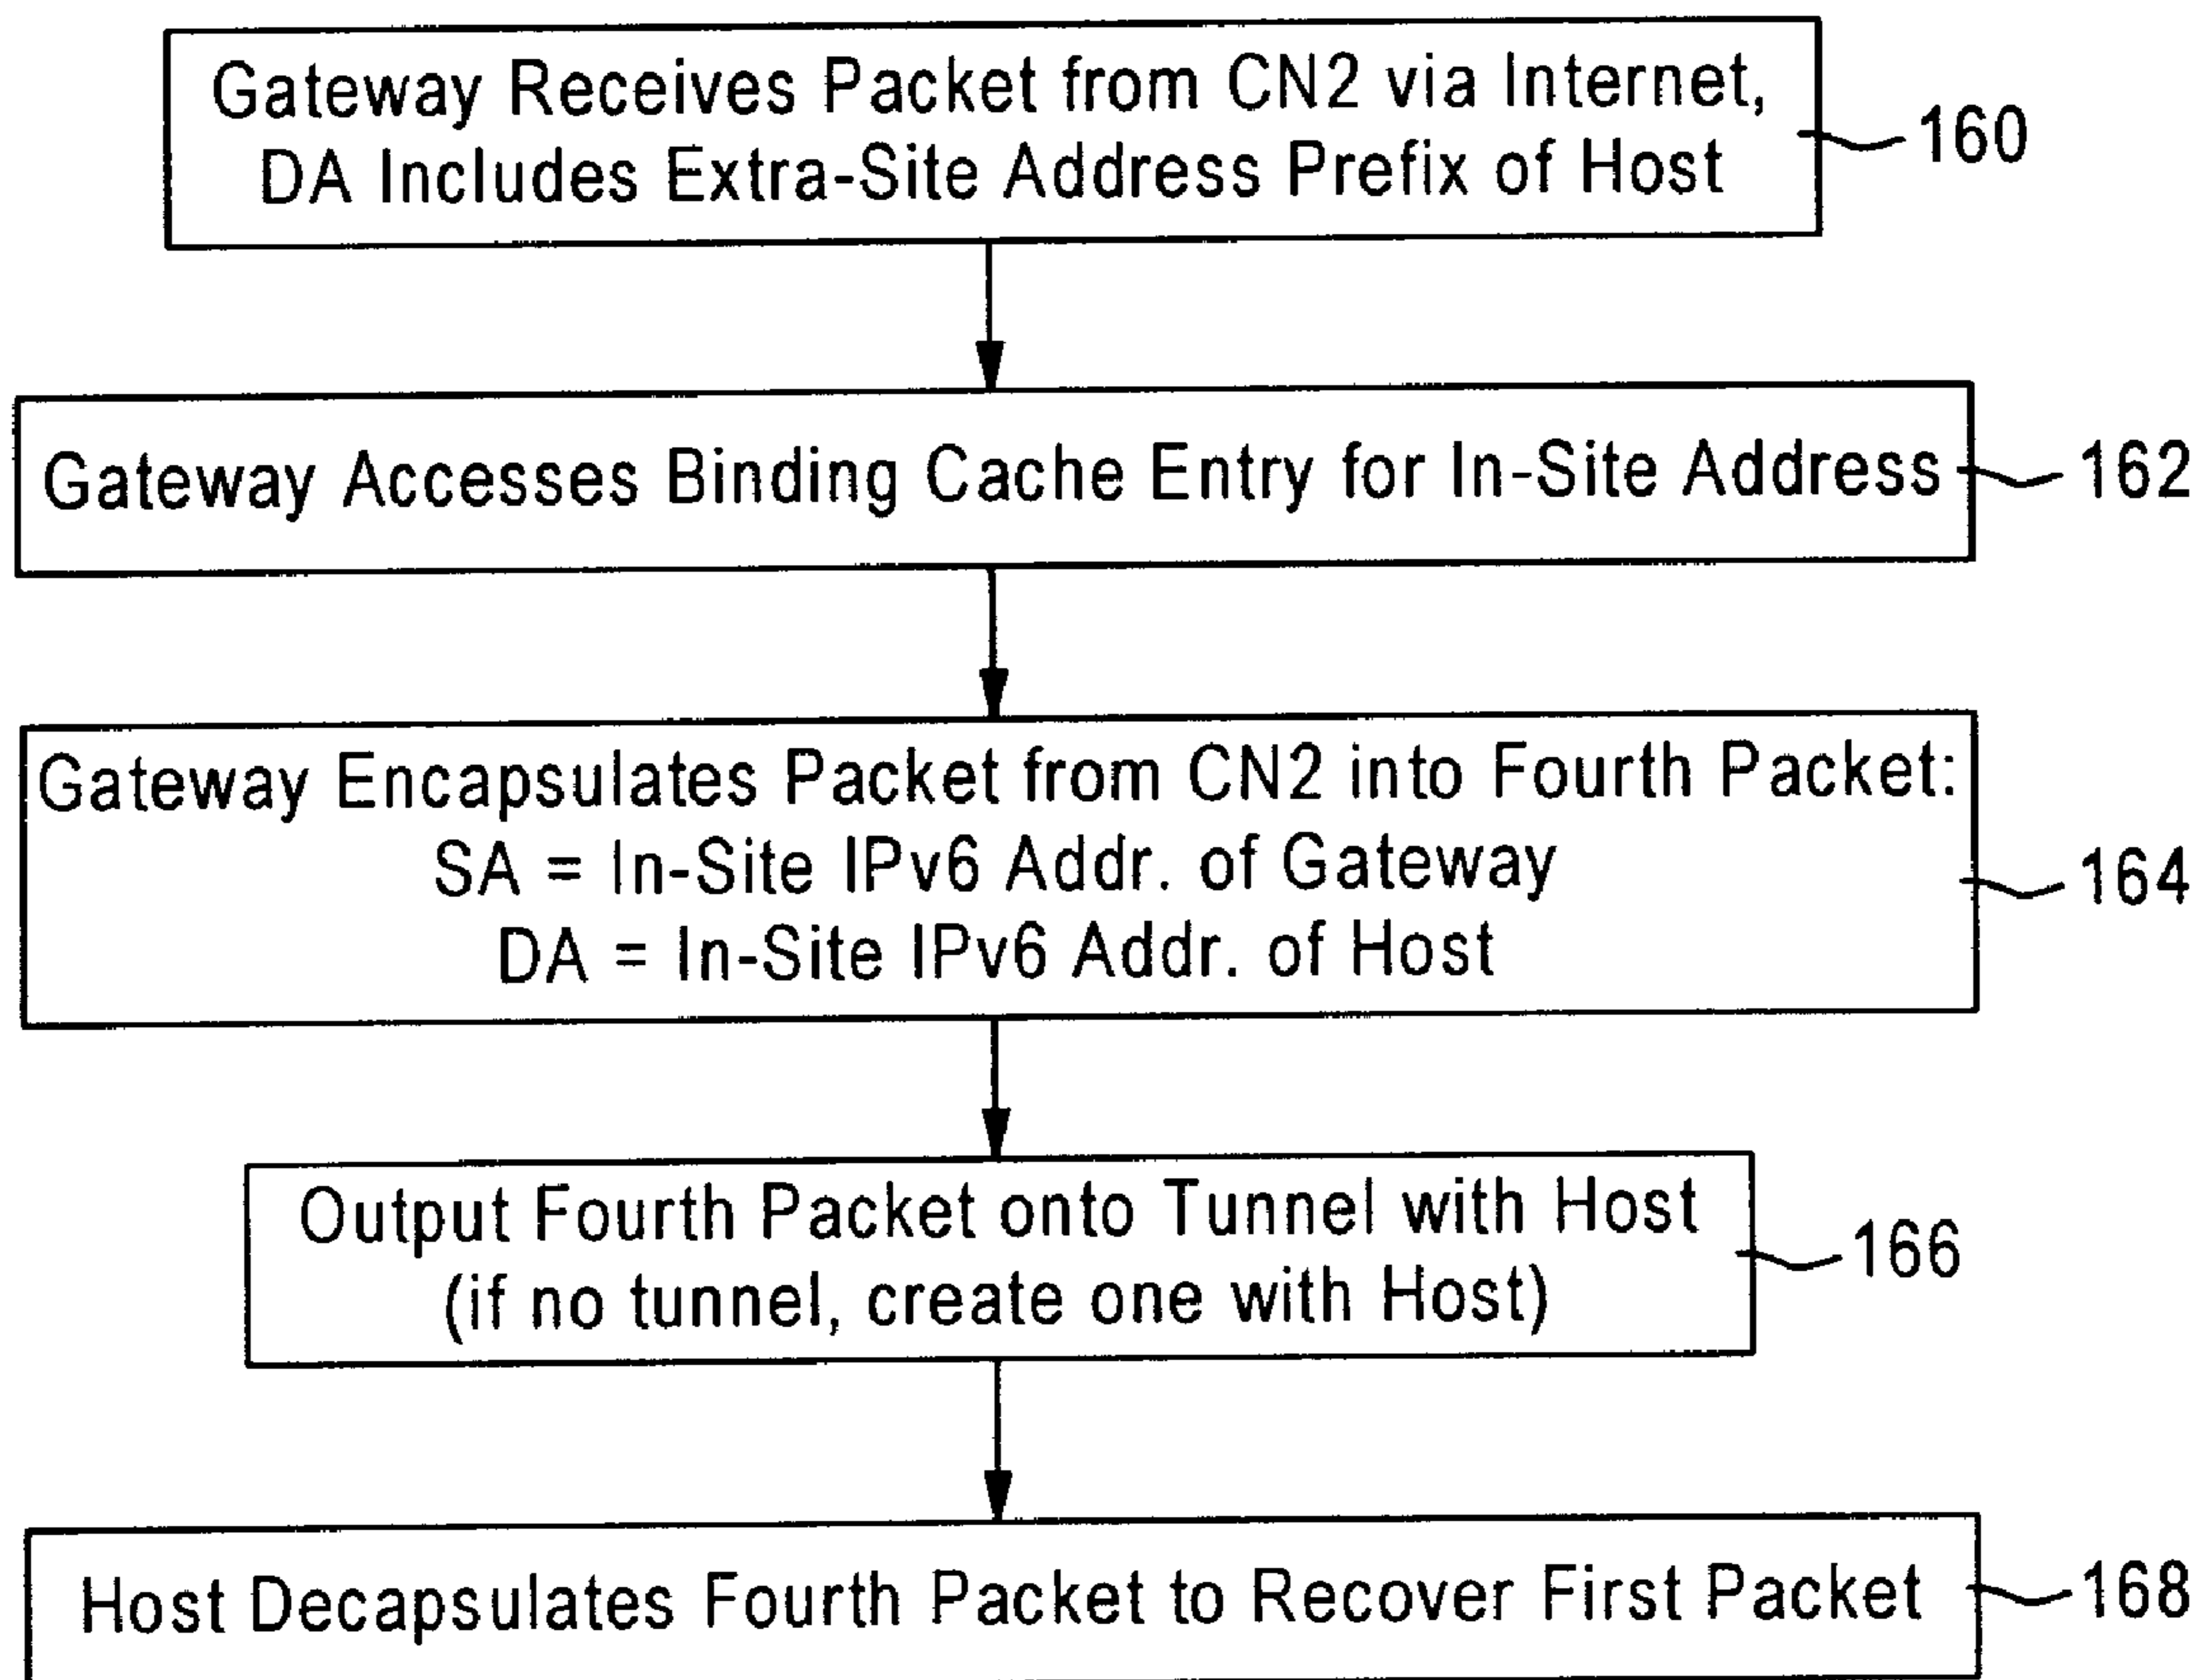 Gateway Receives Packet from CN2 via Internet,
DA Includes Extra-Site Address Prefix of Host
160
Gateway Accesses Binding Cache Entry for In-Site Address
162
Gateway Encapsulates Packet from CN2 into Fourth Packet:
SA = In-Site IPv6 Addr. of Gateway
DA = In-Site IPv6 Addr. of Host
164
Output Fourth Packet onto Tunnel with Host
(if no tunnel, create one with Host)
166
Host Decapsulates Fourth Packet to Recover First Packet
168